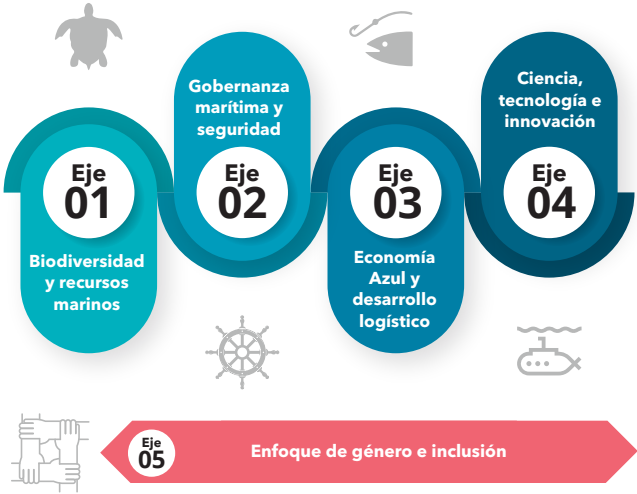 Eje
01
Biodiversidad
y recursos
marinos
Gobernanza
marítima y
seguridad
Eje
02
Eje
03
Economía
Azul y
desarrollo
logístico
Ciencia,
tecnología e
innovación
Eje
04
Eje
05
Enfoque de género e inclusión